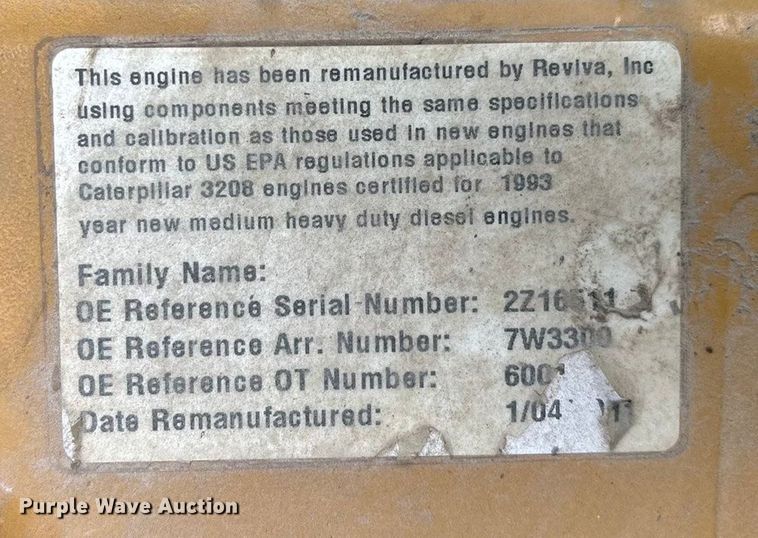 This engine has been remanufactured by Reviva, Inc
using components meeting the same specifications
and calibration as those used in new engines that
conform to US EPA regulations applicable to
Caterpillar 3208 engines certified for 1993
year new medium heavy duty diesel engines.
Family Name:
OE Reference Serial Number:
OE Reference Arr. Number: 7W3300
OE Reference OT Number:
Date Remanufactured:
Purple Wave Auction